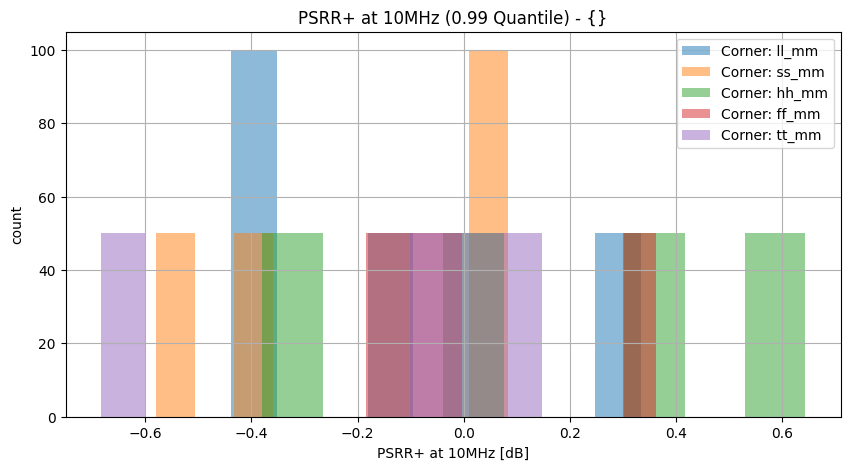 PSRR+ at 10MHz (0.99 Quantile) - {}
100
80
60
40
20
0
count
Corner: ll_mm
Corner: ss_mm
Corner: hh_mm
Corner: ff_mm
Corner: tt_mm
−0.6 −0.4 −0.2 0.0 0.2 0.4 0.6
PSRR+ at 10MHz [dB]